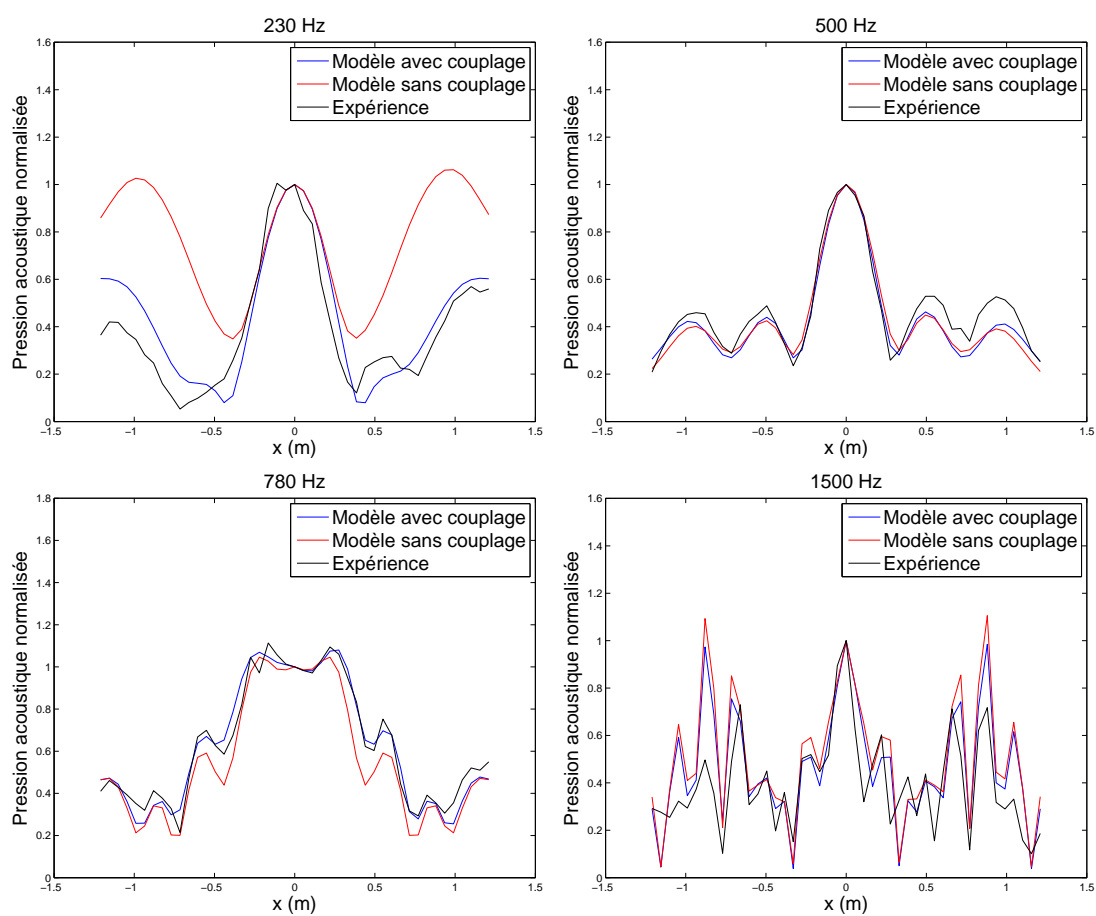 230 Hz
Pression acoustique normalisée
1.6
1.4
1.2
1
0.8
0.6
0.4
0.2
0
Modèle avec couplage
Modèle sans couplage
Expérience
−1.5 −1 −0.5 0 0.5 1 1.5
x (m)
500 Hz
Pression acoustique normalisée
1.6
1.4
1.2
1
0.8
0.6
0.4
0.2
0
Modèle avec couplage
Modèle sans couplage
Expérience
−1.5 −1 −0.5 0 0.5 1 1.5
x (m)
780 Hz
Pression acoustique normalisée
1.8
1.6
1.4
1.2
1
0.8
0.6
0.4
0.2
0
Modèle avec couplage
Modèle sans couplage
Expérience
−1.5 −1 −0.5 0 0.5 1 1.5
x (m)
1500 Hz
Pression acoustique normalisée
1.6
1.4
1.2
1
0.8
0.6
0.4
0.2
0
Modèle avec couplage
Modèle sans couplage
Expérience
−1.5 −1 −0.5 0 0.5 1 1.5
x (m)